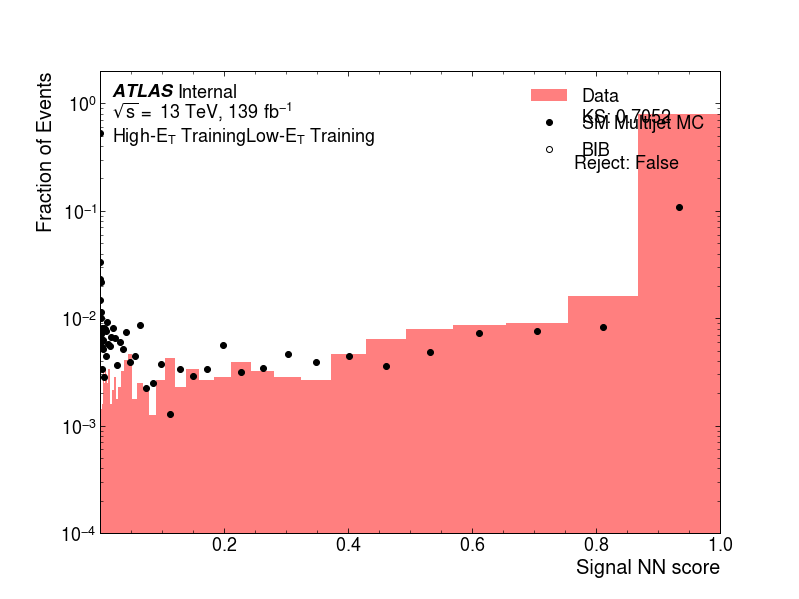 ATLAS Internal
√s = 13 TeV, 139 fb⁻¹
High-E_T TrainingLow-E_T Training
Data
KS: 0.7052
SM Multijet MC
BIB
Reject: False
Fraction of Events
10⁰
10⁻¹
10⁻²
10⁻³
10⁻⁴
0.2 0.4 0.6 0.8 1.0
Signal NN score